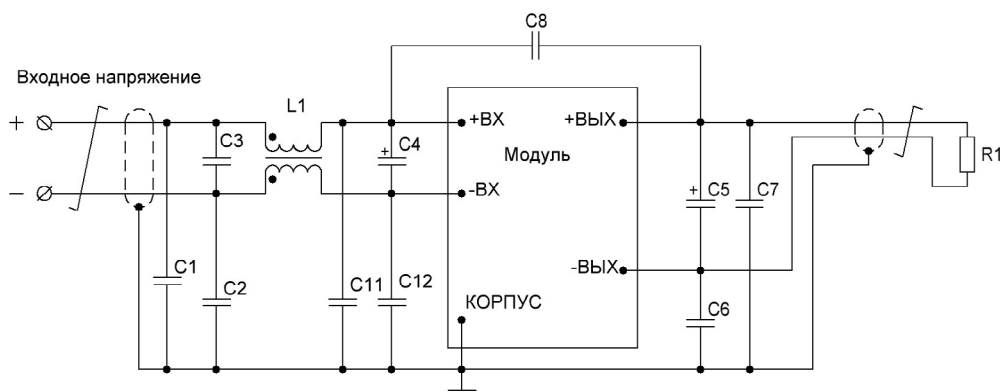 C8
Входное напряжение
L1
+
C3
+
C4
+ВХ
+ВЫХ
Модуль
R1
−
-ВХ
+
C5
C7
C1
-ВЫХ
C2
C11
C12
КОРПУС
C6